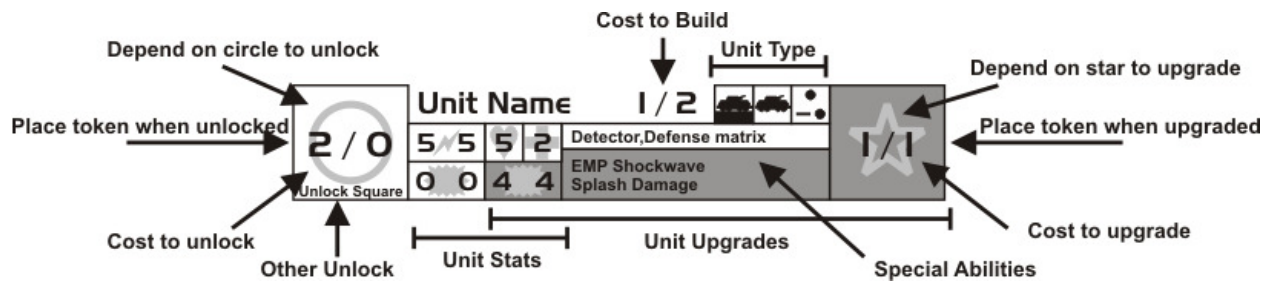 Cost to Build
Depend on circle to unlock
Unit Type
Depend on star to upgrade
Unit Name 1/2
Place token when unlocked
2/0
5 5 5 2
Detector,Defense matrix
1/1
Place token when upgraded
Unlock Square
0 0 4 4
EMP Shockwave
Splash Damage
Cost to unlock
Other Unlock
Unit Stats
Unit Upgrades
Special Abilities
Cost to upgrade